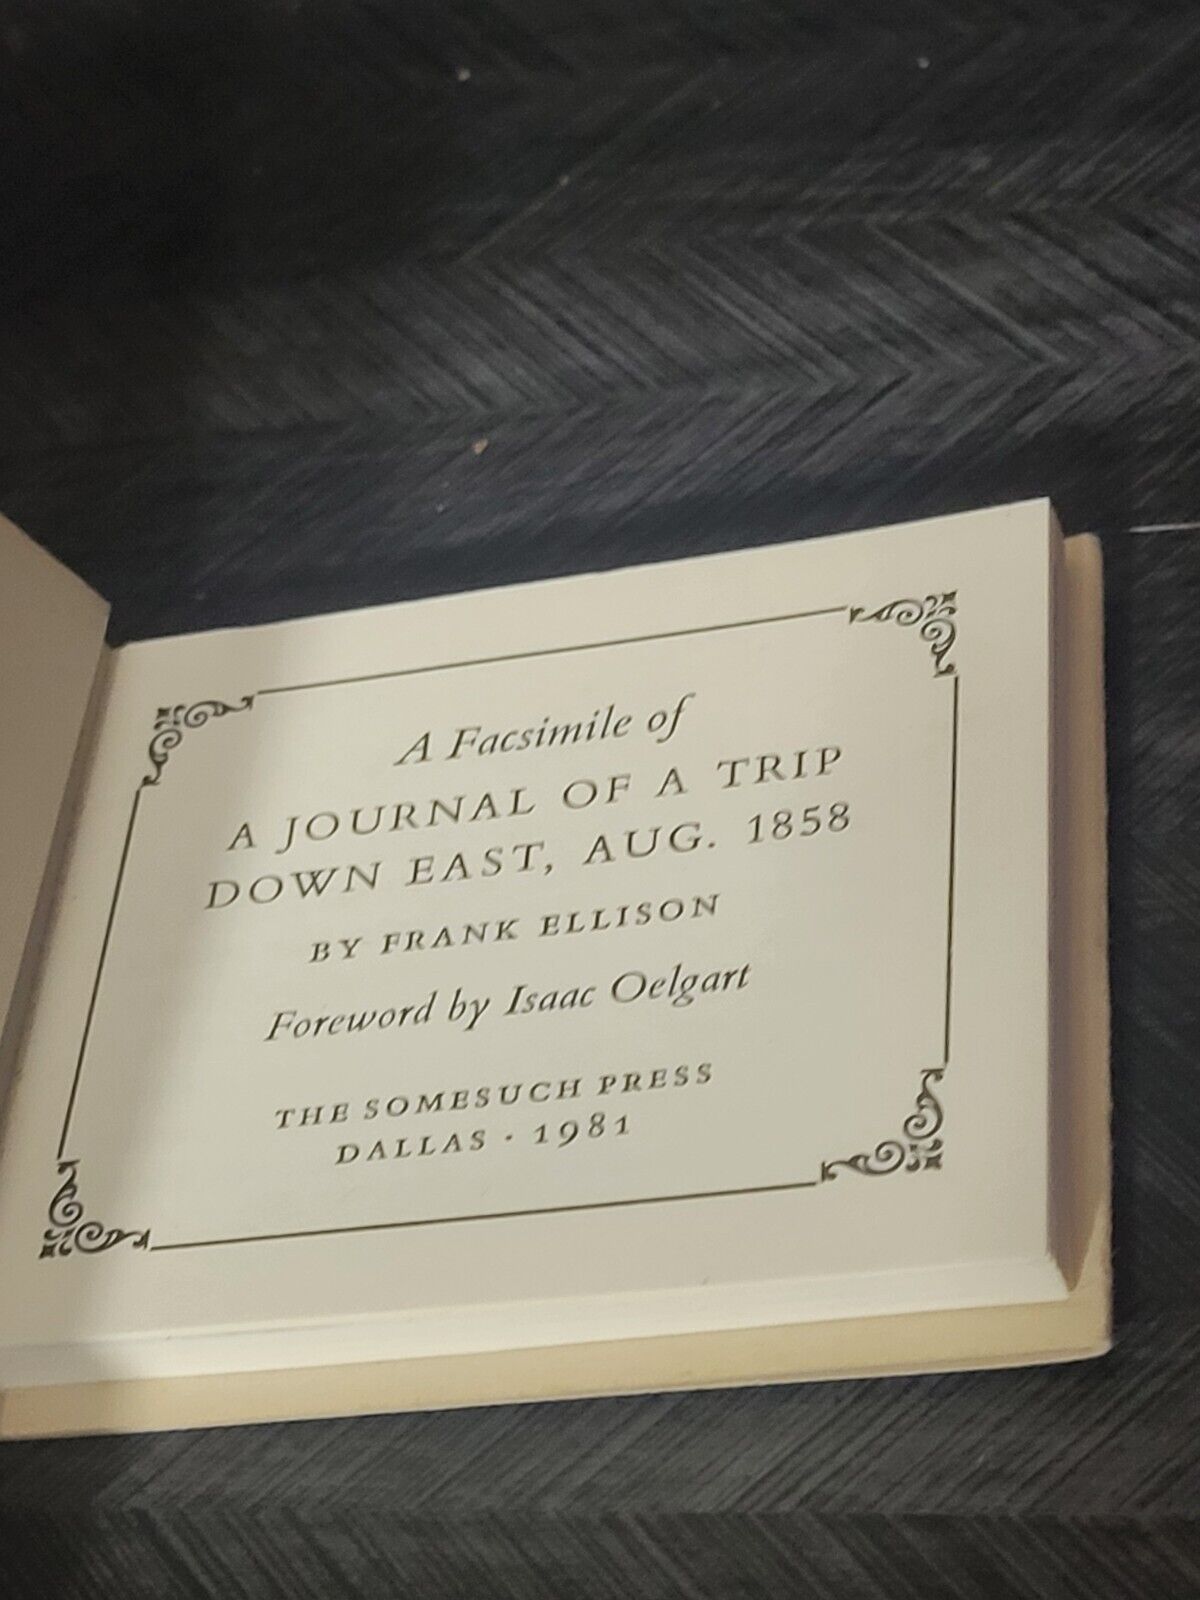 A Facsimile of
A JOURNAL OF A TRIP
DOWN EAST, AUG. 1858
BY FRANK ELLISON
Foreword by Isaac Oelgart
THE SOMESUCH PRESS
DALLAS · 1981